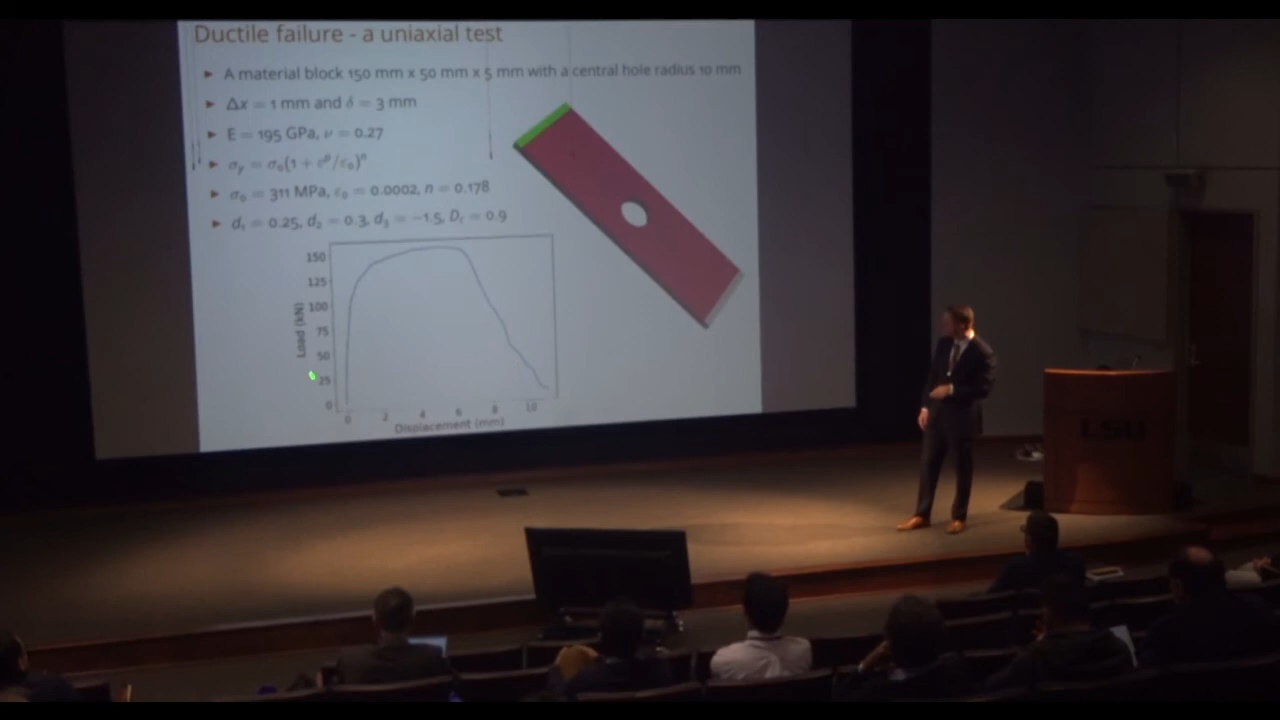 Ductile failure - a uniaxial test
► A material block 150 mm x 50 mm x 5 mm with a central hole radius 10 mm
► Δx = 1 mm and δ = 3 mm
► E = 195 GPa, ν = 0.27
► σy = σ₀(1 + εᵖ/ε₀)ⁿ
► σ₀ = 311 MPa, ε₀ = 0.0002, n = 0.178
► d₁ = 0.25, d₂ = 0.3, d₃ = −1.5, Dc = 0.9
150
125
100
75
50
25
0
Load (kN)
0 2 4 6 8 10
Displacement (mm)
LSU